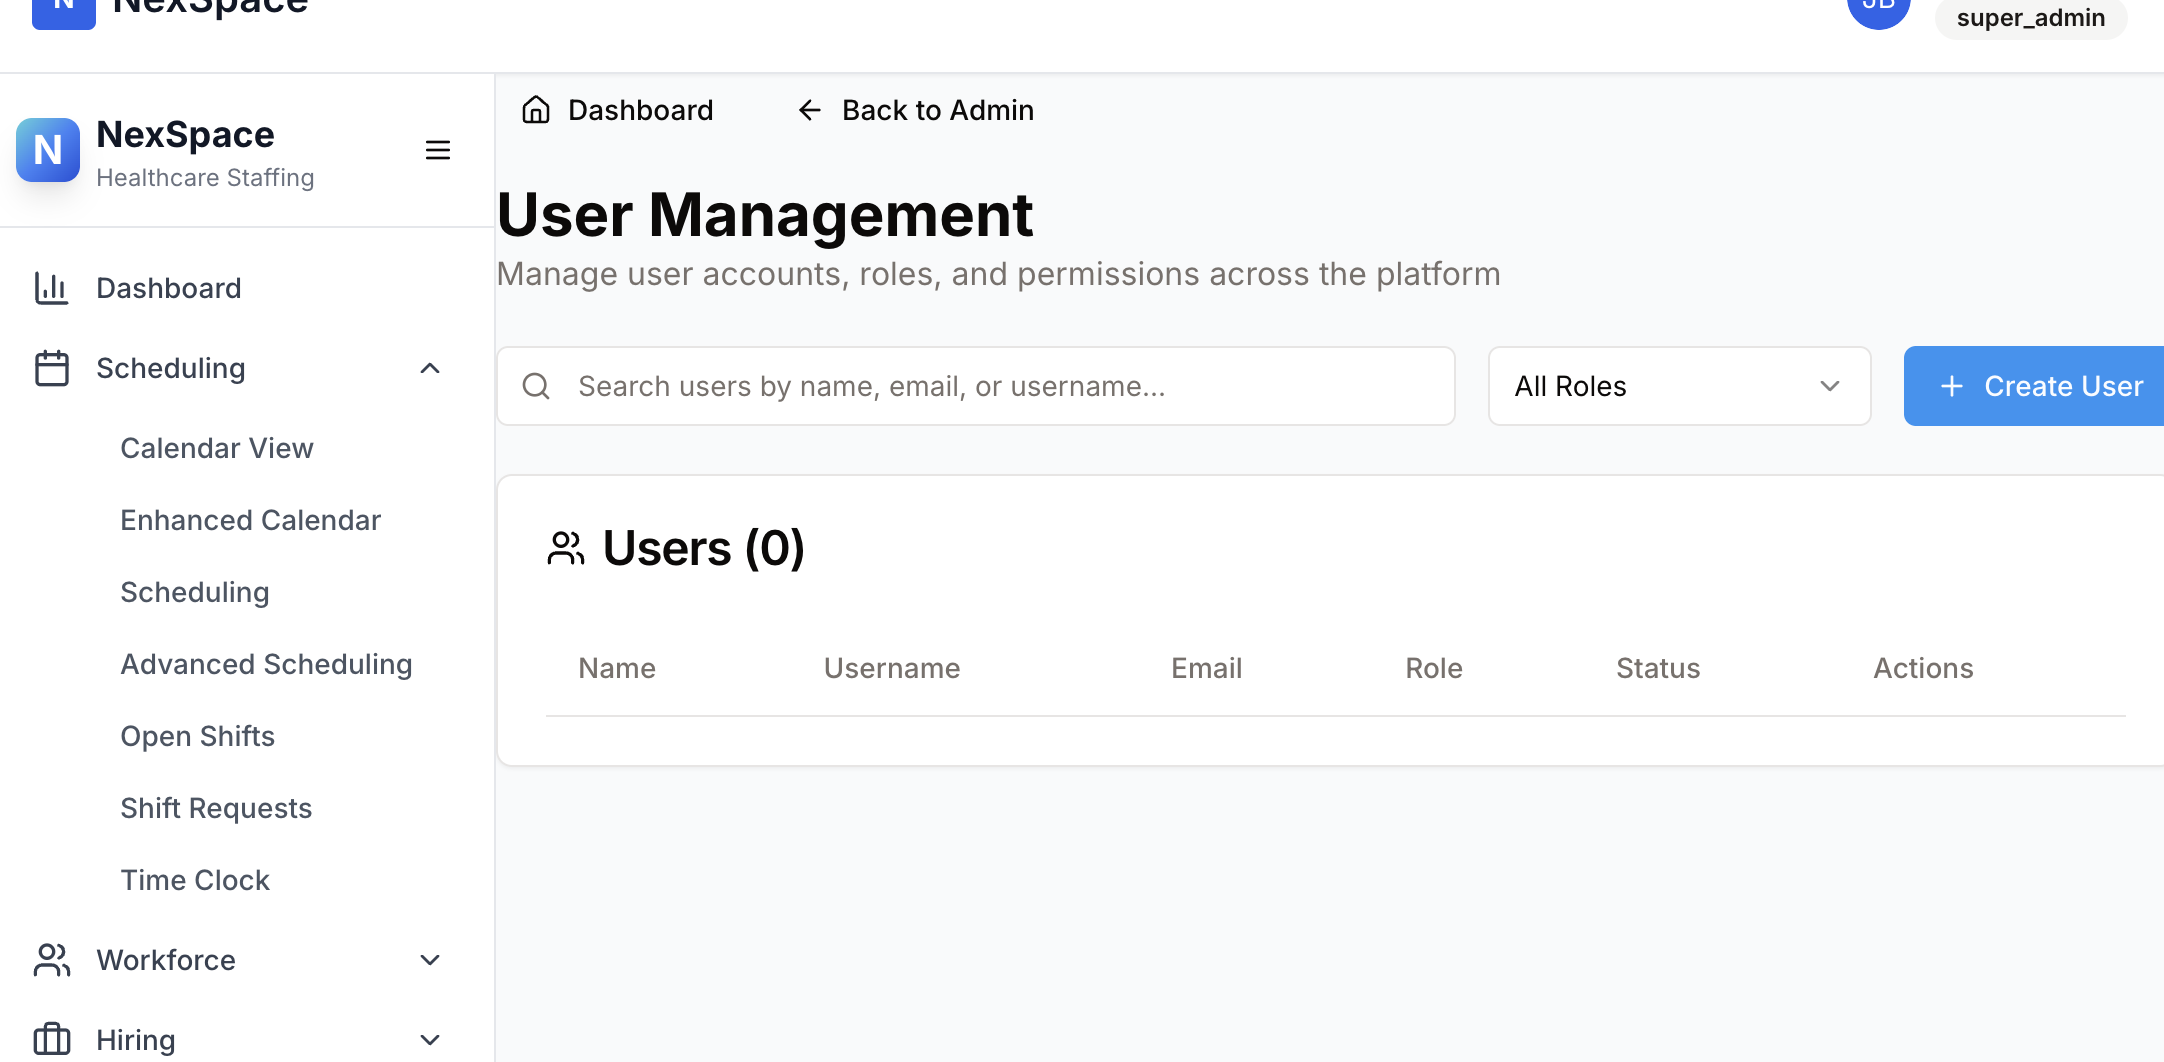 N NexSpace
JB super_admin
N NexSpace
Healthcare Staffing
Dashboard
Scheduling
Calendar View
Enhanced Calendar
Scheduling
Advanced Scheduling
Open Shifts
Shift Requests
Time Clock
Workforce
Hiring
Dashboard Back to Admin
User Management
Manage user accounts, roles, and permissions across the platform
Search users by name, email, or username...
All Roles
Create User
Users (0)
Name Username Email Role Status Actions